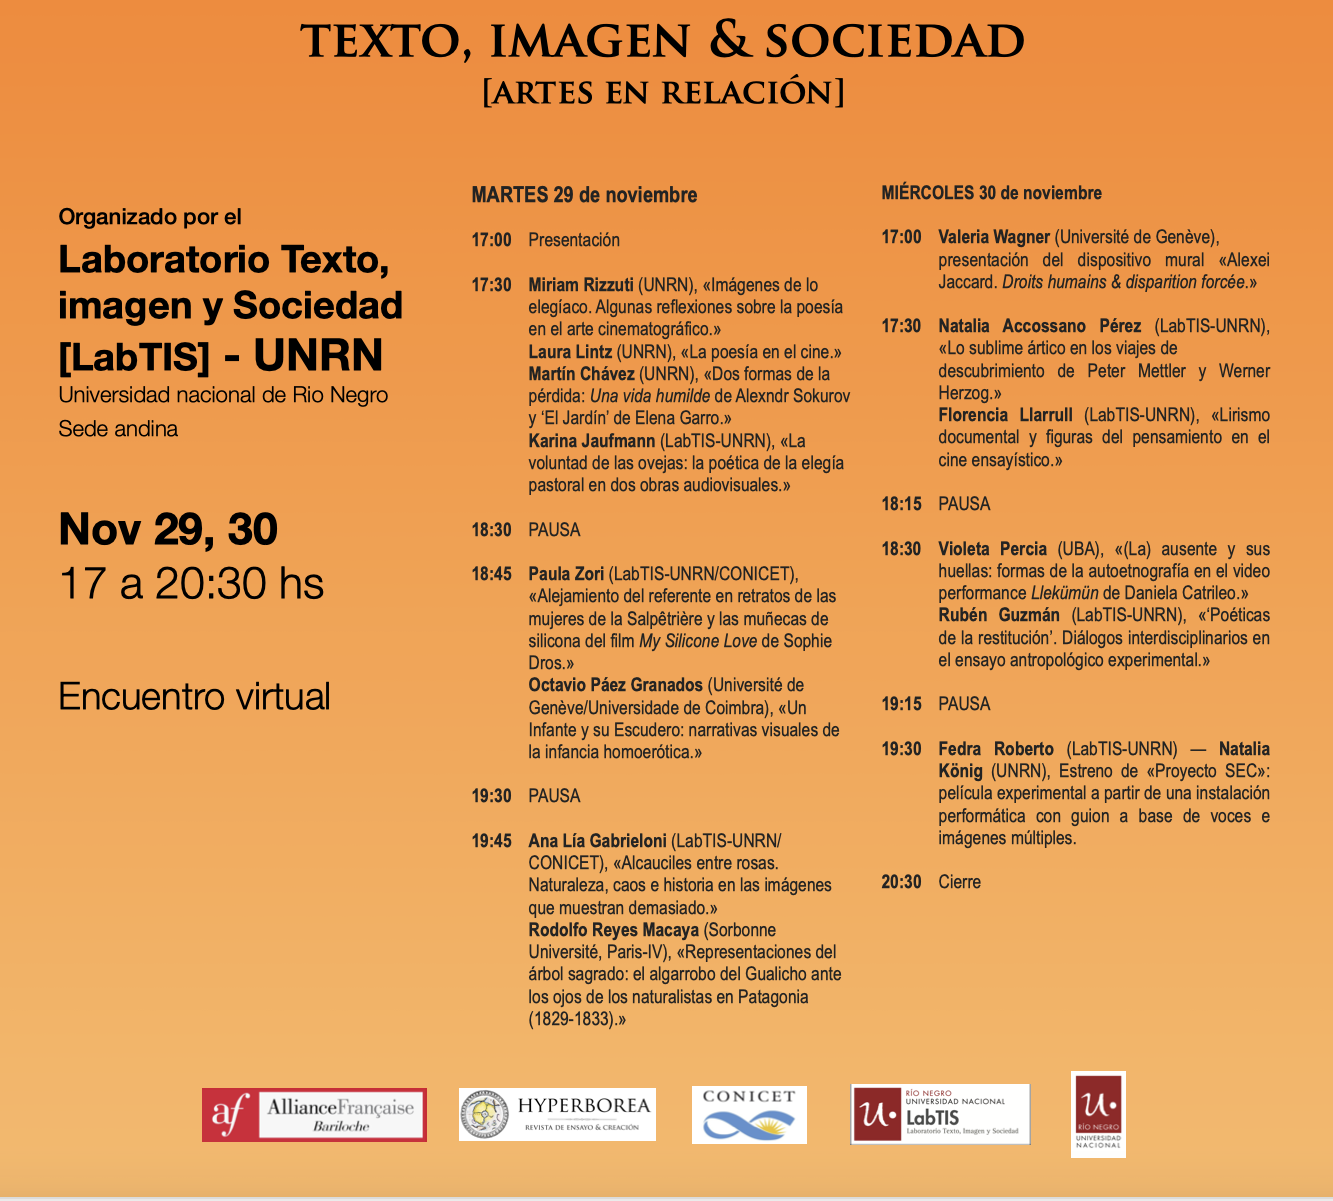 TEXTO, IMAGEN & SOCIEDAD
[ARTES EN RELACIÓN]
Organizado por el
Laboratorio Texto,
imagen y Sociedad
[LabTIS] - UNRN
Universidad nacional de Rio Negro
Sede andina
Nov 29, 30
17 a 20:30 hs
Encuentro virtual
MARTES 29 de noviembre
17:00 Presentación
17:30 Miriam Rizzuti (UNRN), «Imágenes de lo
elegíaco. Algunas reflexiones sobre la poesía
en el arte cinematográfico.»
Laura Lintz (UNRN), «La poesía en el cine.»
Martín Chávez (UNRN), «Dos formas de la
pérdida: Una vida humilde de Alexndr Sokurov
y ‘El Jardín’ de Elena Garro.»
Karina Jaufmann (LabTIS-UNRN), «La
voluntad de las ovejas: la poética de la elegía
pastoral en dos obras audiovisuales.»
18:30 PAUSA
18:45 Paula Zori (LabTIS-UNRN/CONICET),
«Alejamiento del referente en retratos de las
mujeres de la Salpêtrière y las muñecas de
silicona del film My Silicone Love de Sophie
Dros.»
Octavio Páez Granados (Université de
Genève/Universidade de Coimbra), «Un
Infante y su Escudero: narrativas visuales de
la infancia homoerótica.»
19:30 PAUSA
19:45 Ana Lía Gabrieloni (LabTIS-UNRN/
CONICET), «Alcauciles entre rosas.
Naturaleza, caos e historia en las imágenes
que muestran demasiado.»
Rodolfo Reyes Macaya (Sorbonne
Université, Paris-IV), «Representaciones del
árbol sagrado: el algarrobo del Gualicho ante
los ojos de los naturalistas en Patagonia
(1829-1833).»
MIÉRCOLES 30 de noviembre
17:00 Valeria Wagner (Université de Genève),
presentación del dispositivo mural «Alexei
Jaccard. Droits humains & disparition forcée.»
17:30 Natalia Accossano Pérez (LabTIS-UNRN),
«Lo sublime ártico en los viajes de
descubrimiento de Peter Mettler y Werner
Herzog.»
Florencia Llarrull (LabTIS-UNRN), «Lirismo
documental y figuras del pensamiento en el
cine ensayístico.»
18:15 PAUSA
18:30 Violeta Percia (UBA), «(La) ausente y sus
huellas: formas de la autoetnografía en el video
performance Llekümün de Daniela Catrileo.»
Rubén Guzmán (LabTIS-UNRN), «‘Poéticas
de la restitución’. Diálogos interdisciplinarios en
el ensayo antropológico experimental.»
19:15 PAUSA
19:30 Fedra Roberto (LabTIS-UNRN) — Natalia
König (UNRN), Estreno de «Proyecto SEC»:
película experimental a partir de una instalación
performática con guion a base de voces e
imágenes múltiples.
20:30 Cierre
af AllianceFrançaise
Bariloche
HYPERBOREA
REVISTA DE ENSAYO & CREACIÓN
CONICET
u.
RÍO NEGRO
UNIVERSIDAD NACIONAL
LabTIS
Laboratorio Texto, Imagen y Sociedad
u.
RÍO NEGRO
UNIVERSIDAD
NACIONAL